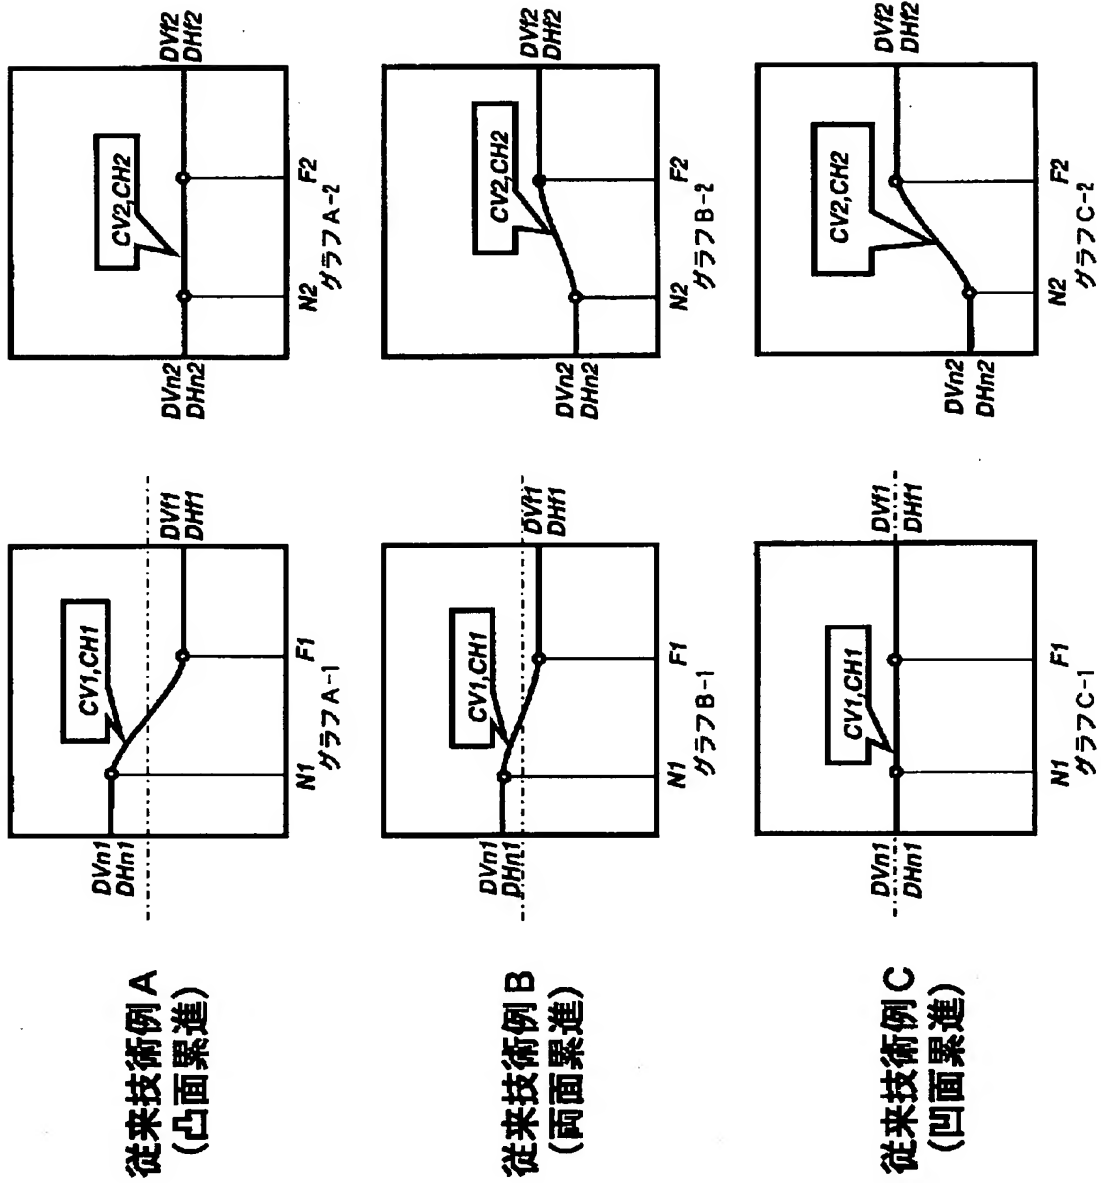 従来技術例A
(凸面累進)
DVn1
DHn1
CV1,CH1
DVf1
DHf1
N1
F1
グラフA-1
DVn2
DHn2
CV2,CH2
DVf2
DHf2
N2
F2
グラフA-2
従来技術例B
(両面累進)
DVn1
DHn1
CV1,CH1
DVf1
DHf1
N1
F1
グラフB-1
DVn2
DHn2
CV2,CH2
DVf2
DHf2
N2
F2
グラフB-2
従来技術例C
(凹面累進)
DVn1
DHn1
CV1,CH1
DVf1
DHf1
N1
F1
グラフC-1
DVn2
DHn2
CV2,CH2
DVf2
DHf2
N2
F2
グラフC-2